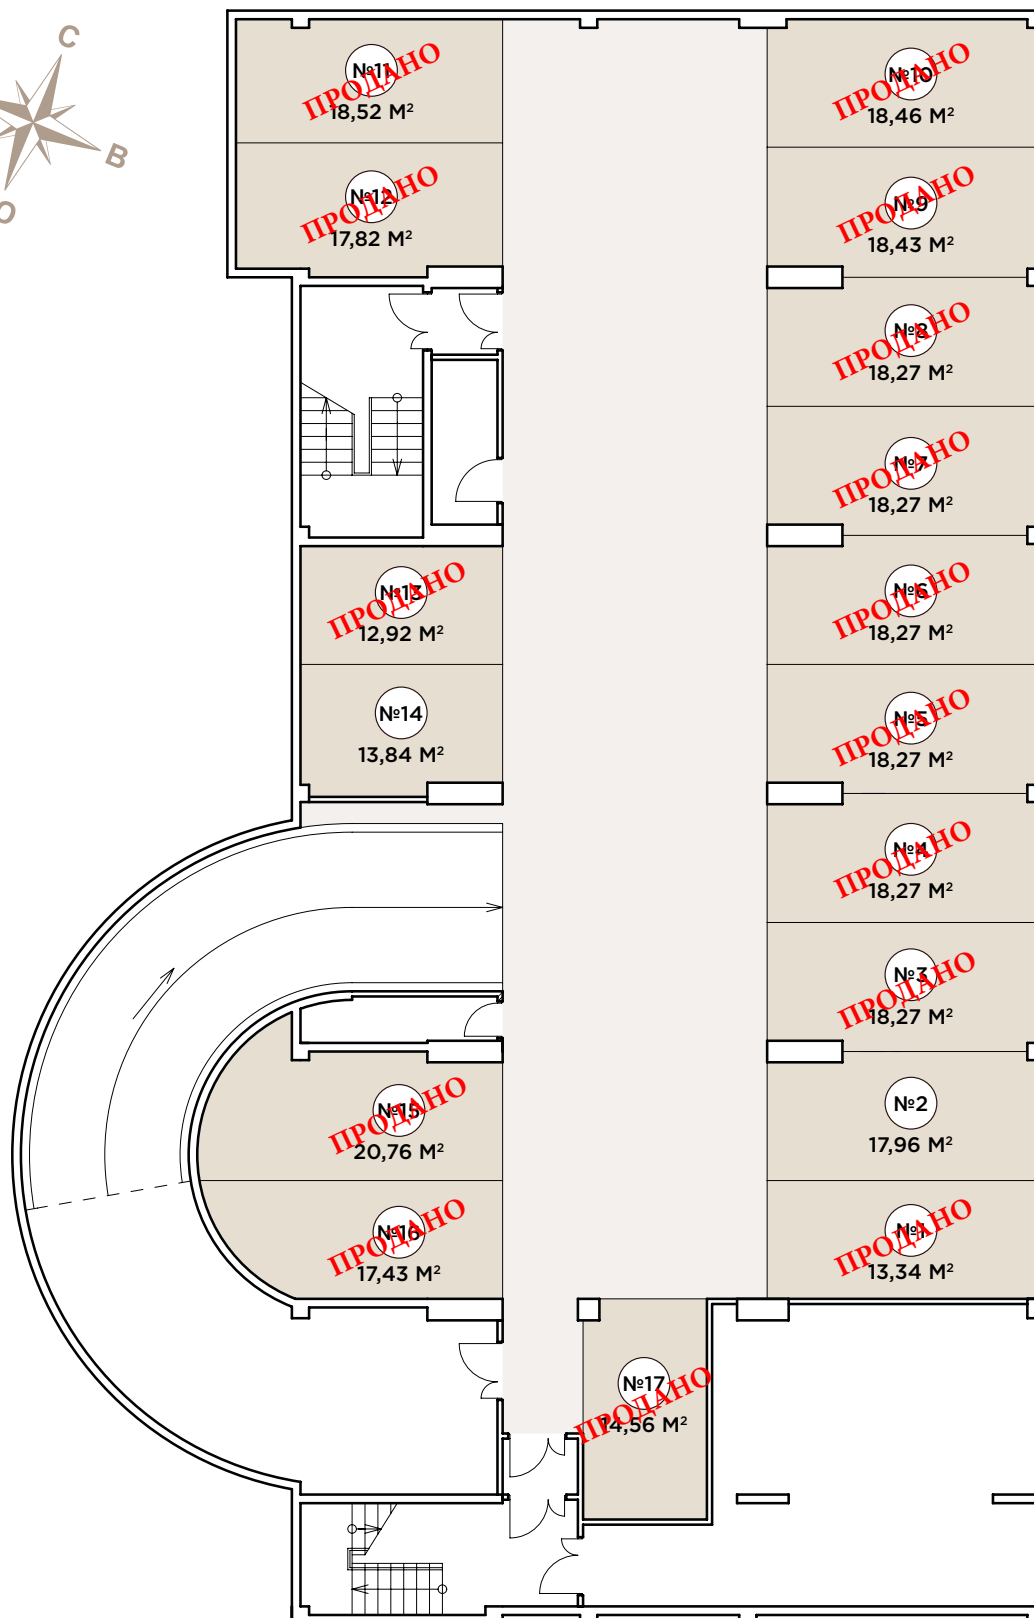 С
В
Ю
№11
ПРОДАНО
18,52 М²
№10
ПРОДАНО
18,46 М²
№12
ПРОДАНО
17,82 М²
№9
ПРОДАНО
18,43 М²
№8
ПРОДАНО
18,27 М²
№7
ПРОДАНО
18,27 М²
№13
ПРОДАНО
12,92 М²
№6
ПРОДАНО
18,27 М²
№14
13,84 М²
№5
ПРОДАНО
18,27 М²
№4
ПРОДАНО
18,27 М²
№3
ПРОДАНО
18,27 М²
№15
ПРОДАНО
20,76 М²
№2
17,96 М²
№16
ПРОДАНО
17,43 М²
№1
ПРОДАНО
13,34 М²
№17
ПРОДАНО
14,56 М²